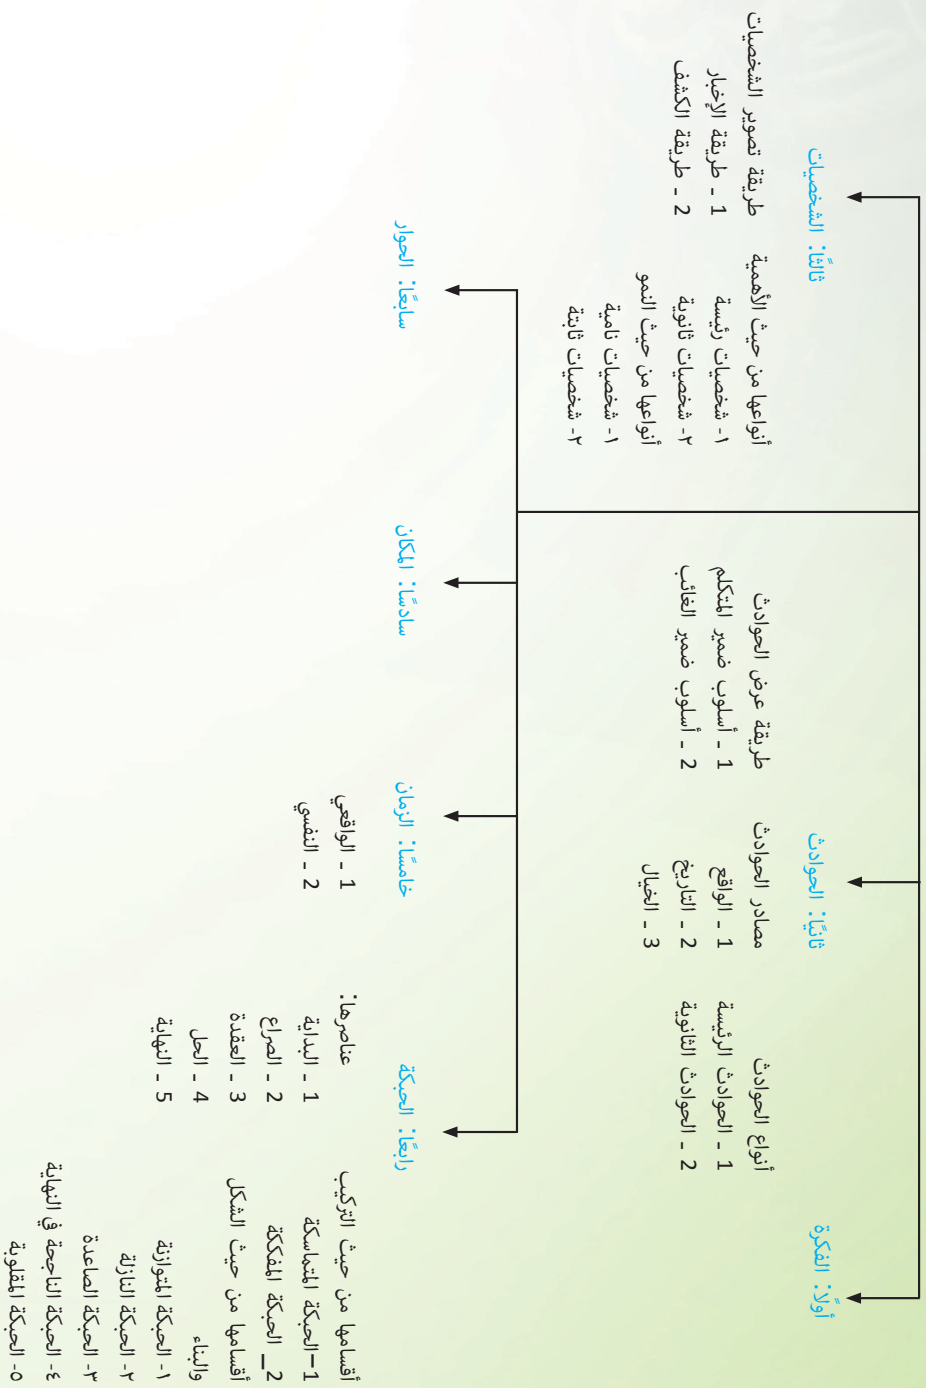 أولًا: الفكرة
ثانيًا: الحوادث
أنواع الحوادث
1 ـ الحوادث الرئيسة
2 ـ الحوادث الثانوية
مصادر الحوادث
1 ـ الواقع
2 ـ التاريخ
3 ـ الخيال
طريقة عرض الحوادث
1 ـ أسلوب ضمير المتكلم
2 ـ أسلوب ضمير الغائب
ثالثًا: الشخصيات
أنواعها من حيث الأهمية
١- شخصيات رئيسة
٢- شخصيات ثانوية
أنواعها من حيث النمو
١- شخصيات نامية
٢- شخصيات ثابتة
طريقة تصوير الشخصيات
1 ـ طريقة الإخبار
2 ـ طريقة الكشف
رابعًا: الحبكة
أقسامها من حيث التركيب
1–الحبكة المتماسكة
2_ الحبكة المفككة
أقسامها من حيث الشكل
والبناء
١- الحبكة المتوازنة
٢- الحبكة النازلة
٣- الحبكة الصاعدة
٤- الحبكة الناجحة في النهاية
٥- الحبكة المقلوبة
عناصرها:
1 ـ البداية
2 ـ الصراع
3 ـ العقدة
4 ـ الحل
5 ـ النهاية
خامسًا: الزمان
1 ـ الواقعي
2 ـ النفسي
سادسًا: المكان
سابعًا: الحوار